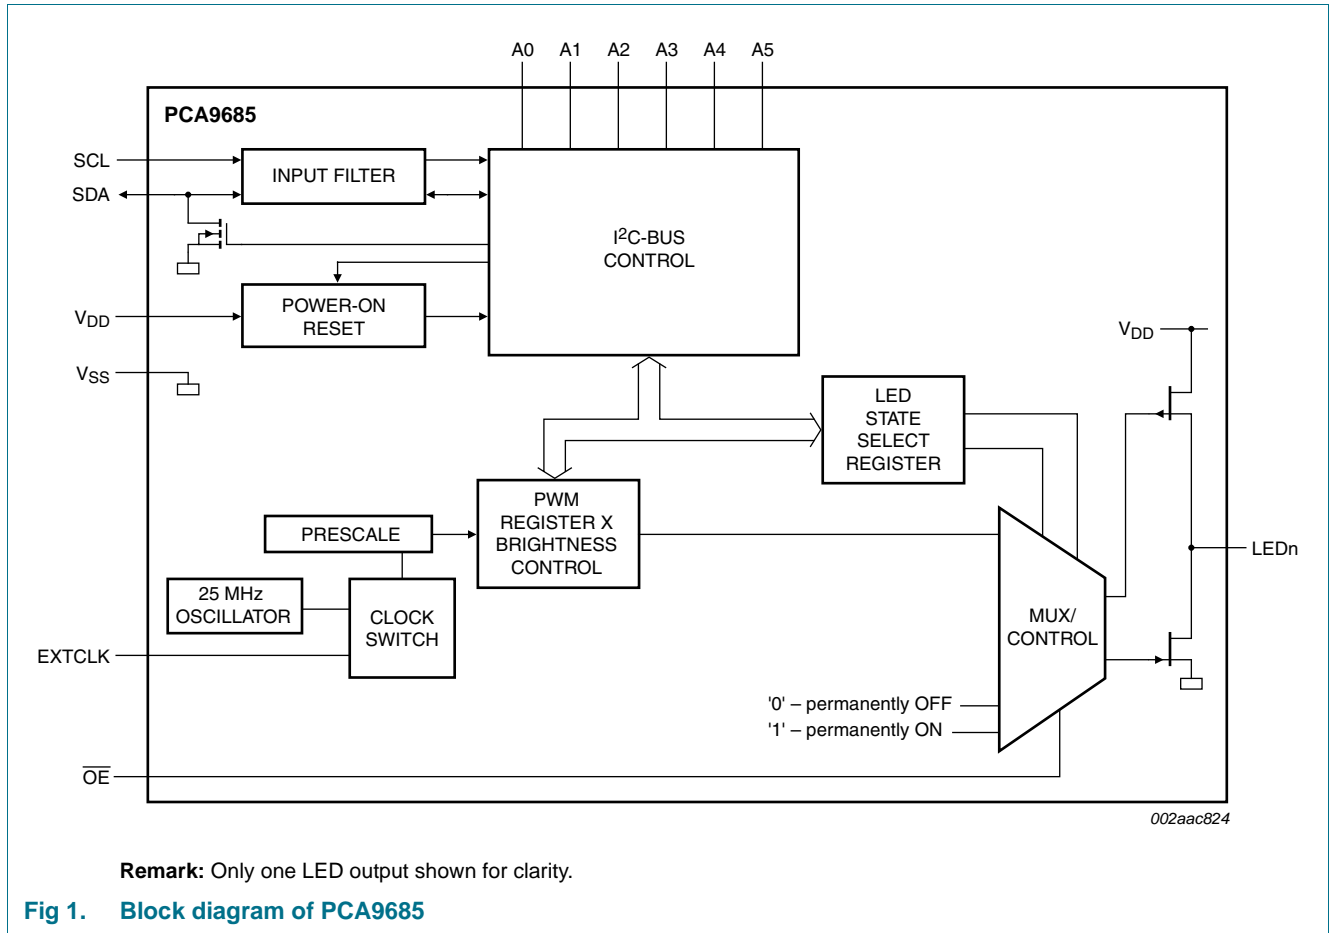 A0 A1 A2 A3 A4 A5
PCA9685
SCL
INPUT FILTER
SDA
I2C-BUS
CONTROL
POWER-ON
RESET
VDD
VSS
VDD
LED
STATE
SELECT
REGISTER
PWM
REGISTER X
BRIGHTNESS
CONTROL
PRESCALE
25 MHz
OSCILLATOR
CLOCK
SWITCH
EXTCLK
MUX/
CONTROL
LEDn
'0' – permanently OFF
'1' – permanently ON
OE
002aac824
Remark: Only one LED output shown for clarity.
Fig 1. Block diagram of PCA9685